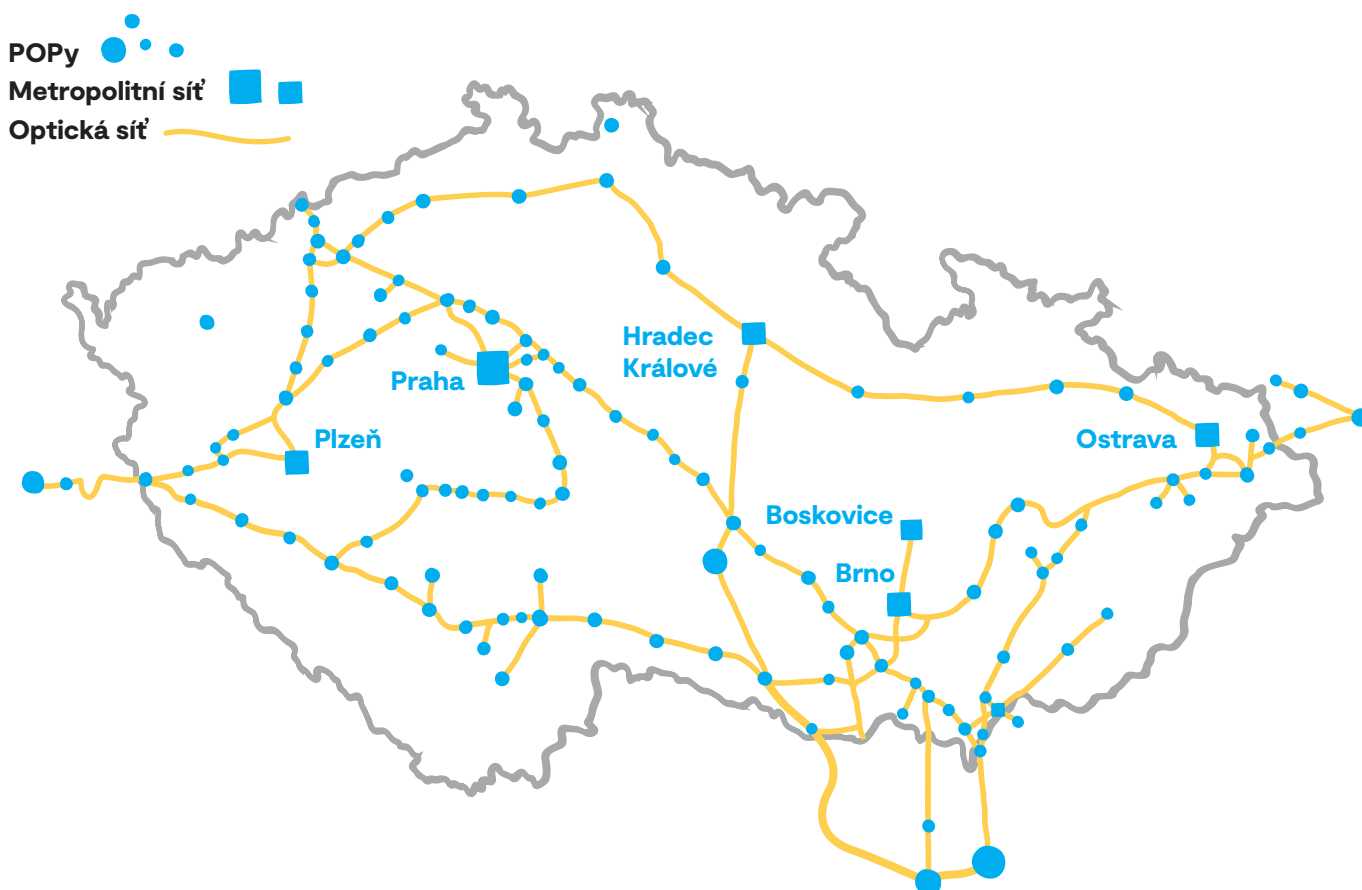 POPy
Metropolitní síť
Optická síť
Hradec
Králové
Praha
Plzeň
Ostrava
Boskovice
Brno